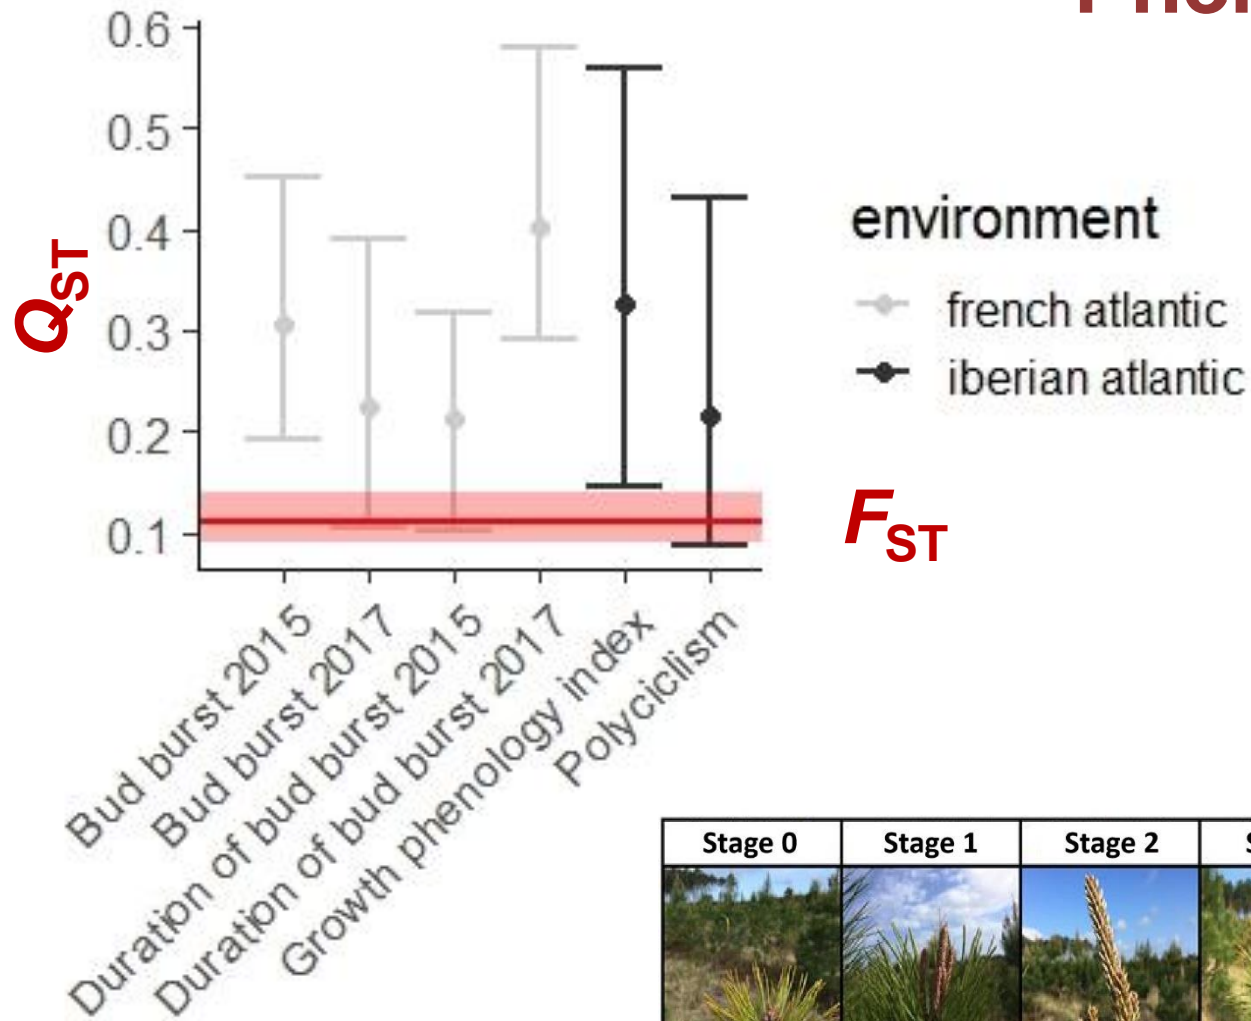 0.6
0.5
0.4
0.3
0.2
0.1
QST
environment
french atlantic
iberian atlantic
FST
Bud burst 2015
Bud burst 2017
Duration of bud burst 2015
Duration of bud burst 2017
Growth phenology index
Polyciclism
Stage 0
Stage 1
Stage 2